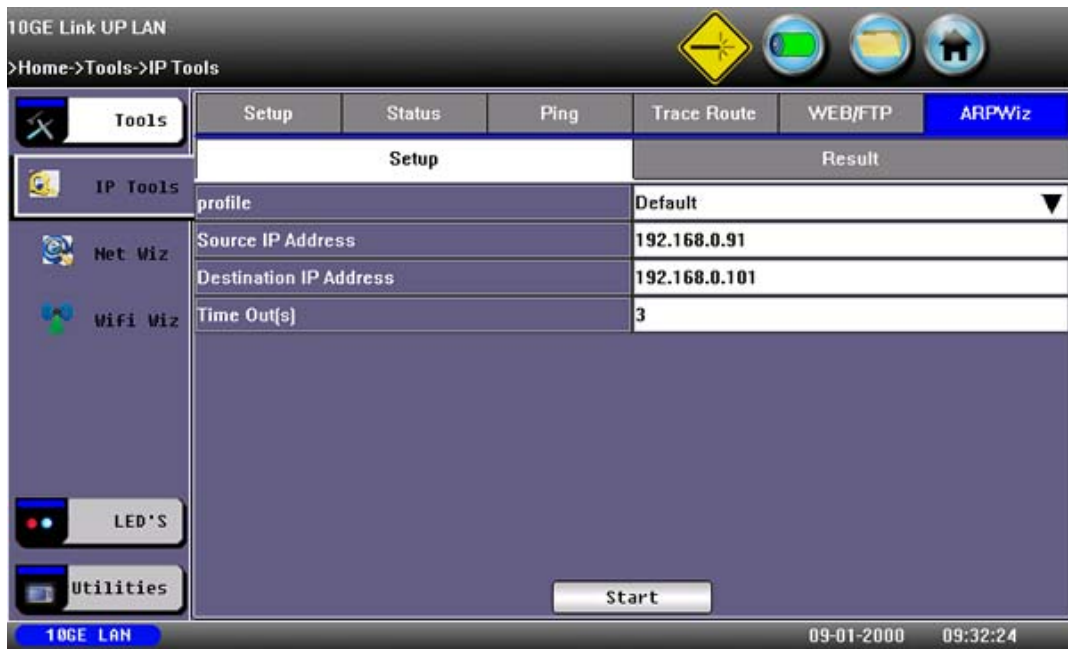 10GE Link UP LAN
>Home->Tools->IP Tools
Tools
IP Tools
Net Wiz
Wifi Wiz
LED'S
Utilities
Setup Status Ping Trace Route WEB/FTP ARPWiz
Setup Result
profile Default
Source IP Address 192.168.0.91
Destination IP Address 192.168.0.101
Time Out(s) 3
Start
10GE LAN 09-01-2000 09:32:24